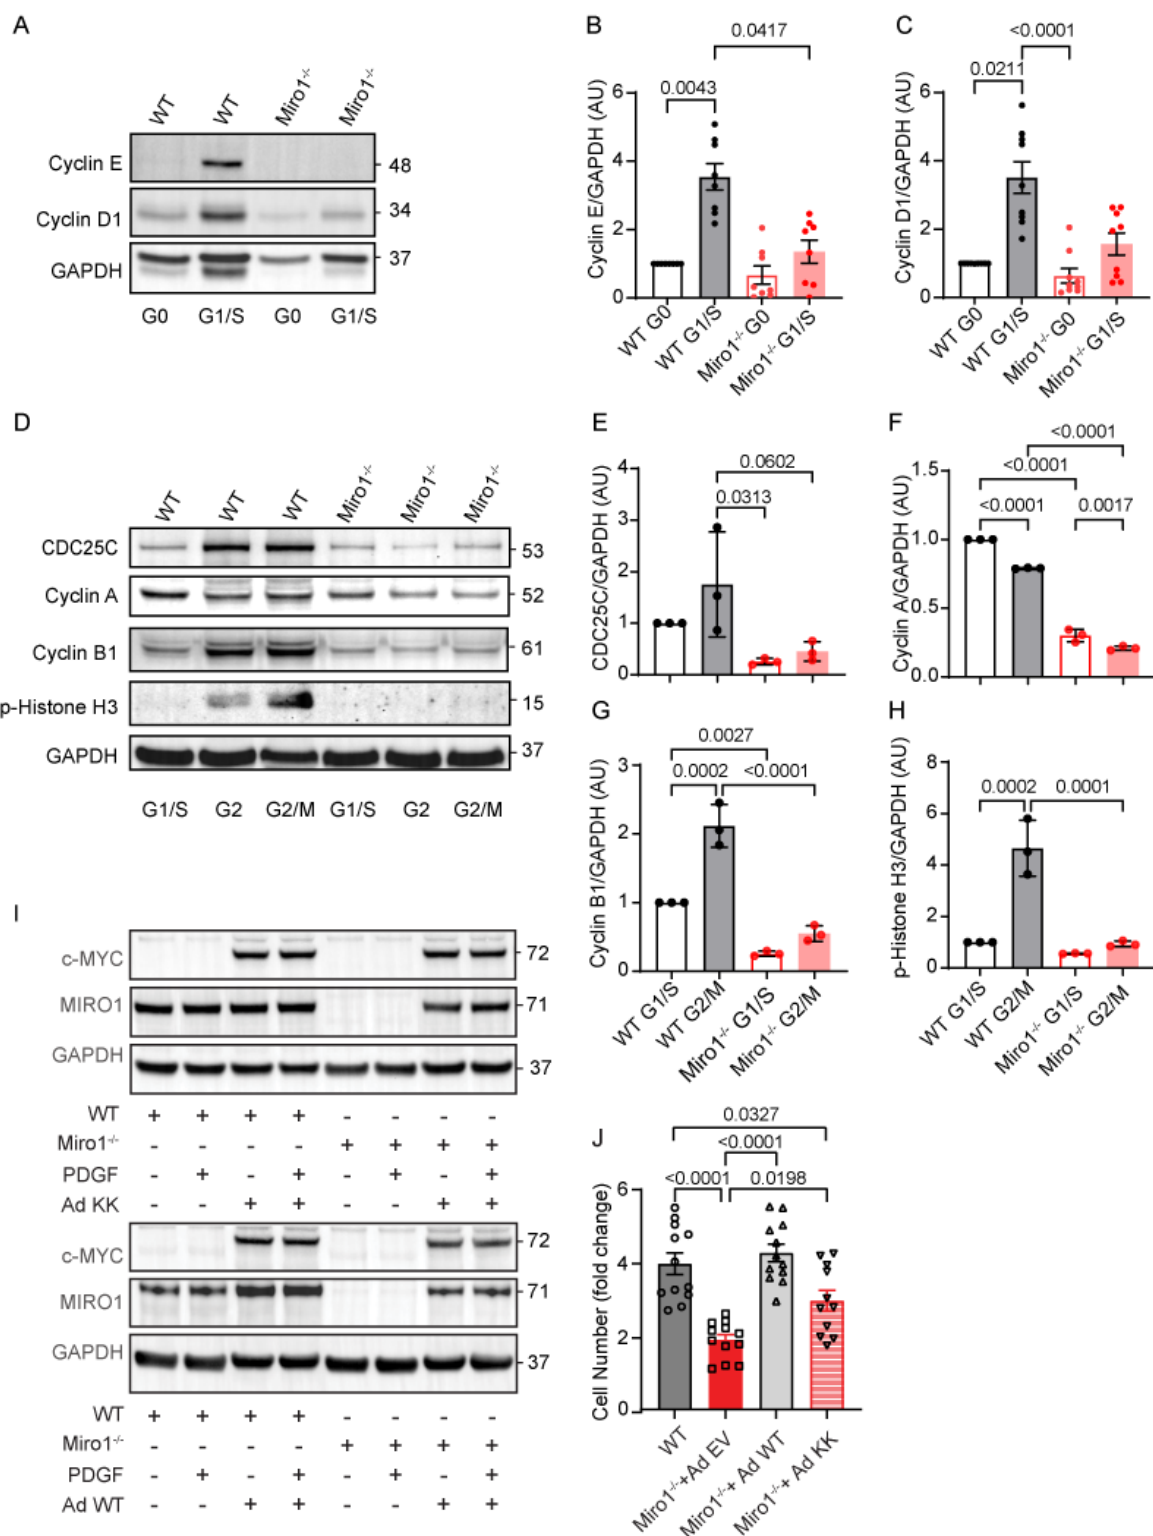 A
WT WT Miro1-/- Miro1-/-
Cyclin E 48
Cyclin D1 34
GAPDH 37
G0 G1/S G0 G1/S
B
0.0417
0.0043
Cyclin E/GAPDH (AU)
6
4
2
0
WT G0
WT G1/S
Miro1-/- G0
Miro1-/- G1/S
C
<0.0001
0.0211
Cyclin D1/GAPDH (AU)
6
4
2
0
WT G0
WT G1/S
Miro1-/- G0
Miro1-/- G1/S
D
WT WT WT Miro1-/- Miro1-/- Miro1-/-
CDC25C 53
Cyclin A 52
Cyclin B1 61
p-Histone H3 15
GAPDH 37
G1/S G2 G2/M G1/S G2 G2/M
E
0.0602
0.0313
CDC25C/GAPDH (AU)
4
3
2
1
0
F
<0.0001
<0.0001
<0.0001 0.0017
Cyclin A/GAPDH (AU)
1.5
1.0
0.5
0.0
G
0.0027
0.0002 <0.0001
Cyclin B1/GAPDH (AU)
3
2
1
0
WT G1/S
WT G2/M
Miro1-/- G1/S
Miro1-/- G2/M
H
0.0002 0.0001
p-Histone H3/GAPDH (AU)
8
6
4
2
0
WT G1/S
WT G2/M
Miro1-/- G1/S
Miro1-/- G2/M
I
c-MYC 72
MIRO1 71
GAPDH 37
WT + + + + - - - -
Miro1-/- - - - - + + + +
PDGF - + - + - + - +
Ad KK - - + + - - + +
c-MYC 72
MIRO1 71
GAPDH 37
WT + + + + - - - -
Miro1-/- - - - - + + + +
PDGF - + - + - + - +
Ad WT - - + + - - + +
J
0.0327
<0.0001
<0.0001 0.0198
Cell Number (fold change)
6
4
2
0
WT
Miro1-/-+Ad EV
Miro1-/-+ Ad WT
Miro1-/-+ Ad KK